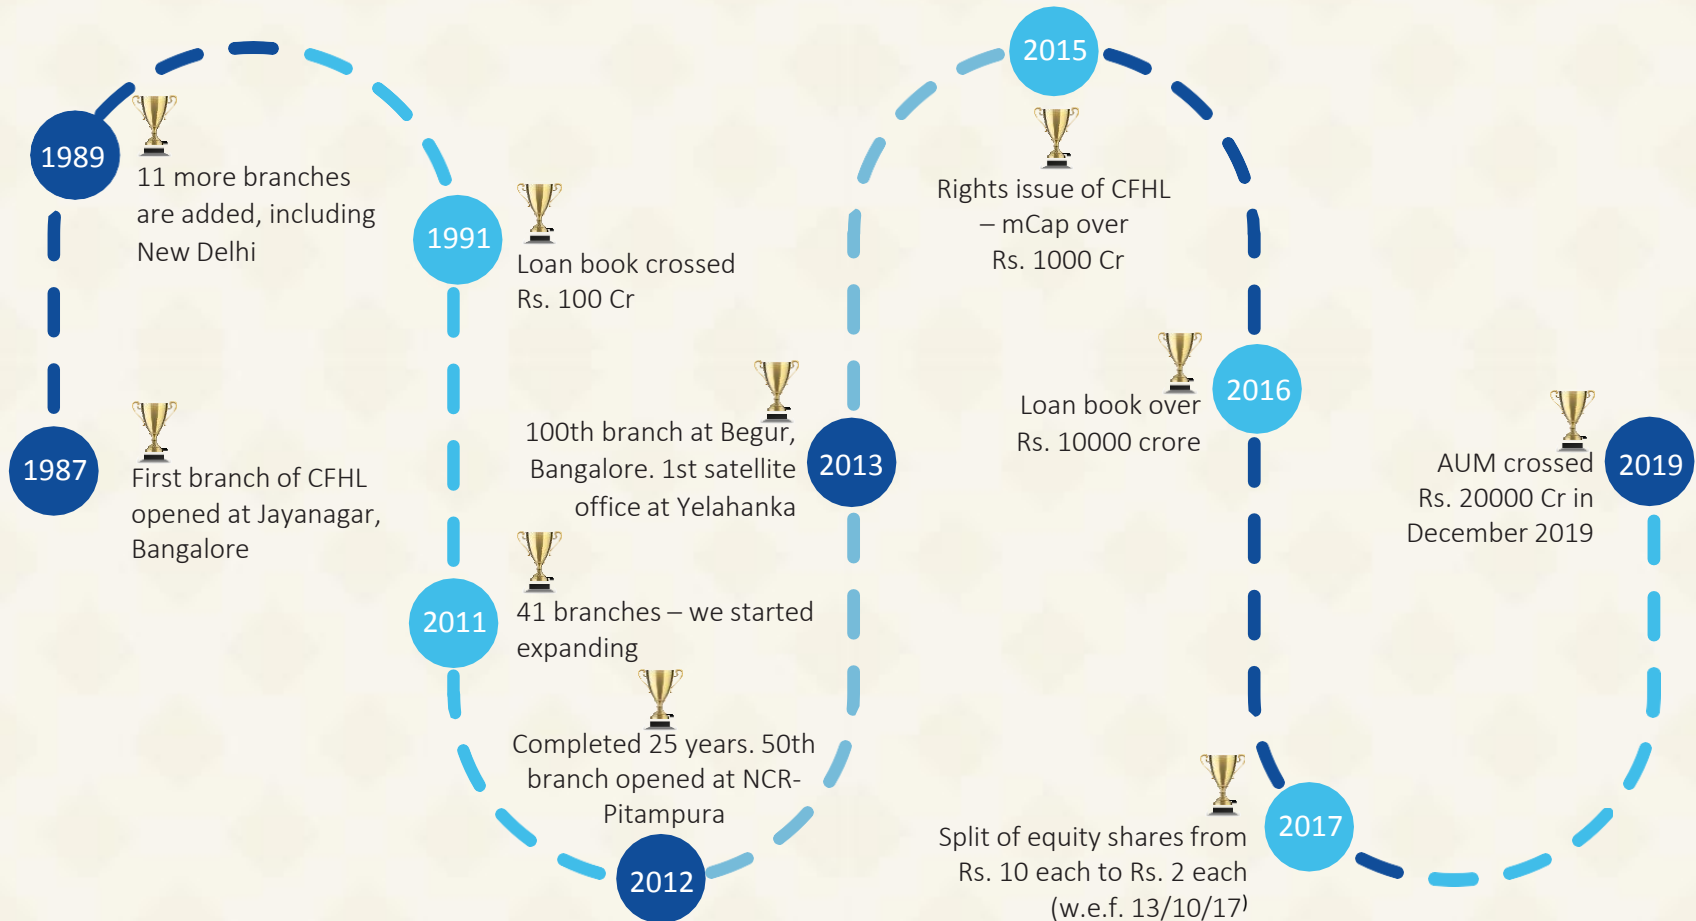 1987
First branch of CFHL
opened at Jayanagar,
Bangalore
1989
11 more branches
are added, including
New Delhi
1991
Loan book crossed
Rs. 100 Cr
2011
41 branches – we started
expanding
Completed 25 years. 50th
branch opened at NCR-
Pitampura
2012
100th branch at Begur,
Bangalore. 1st satellite
office at Yelahanka
2013
2015
Rights issue of CFHL
– mCap over
Rs. 1000 Cr
Loan book over
Rs. 10000 crore
2016
Split of equity shares from
Rs. 10 each to Rs. 2 each
(w.e.f. 13/10/17)
2017
AUM crossed
Rs. 20000 Cr in
December 2019
2019